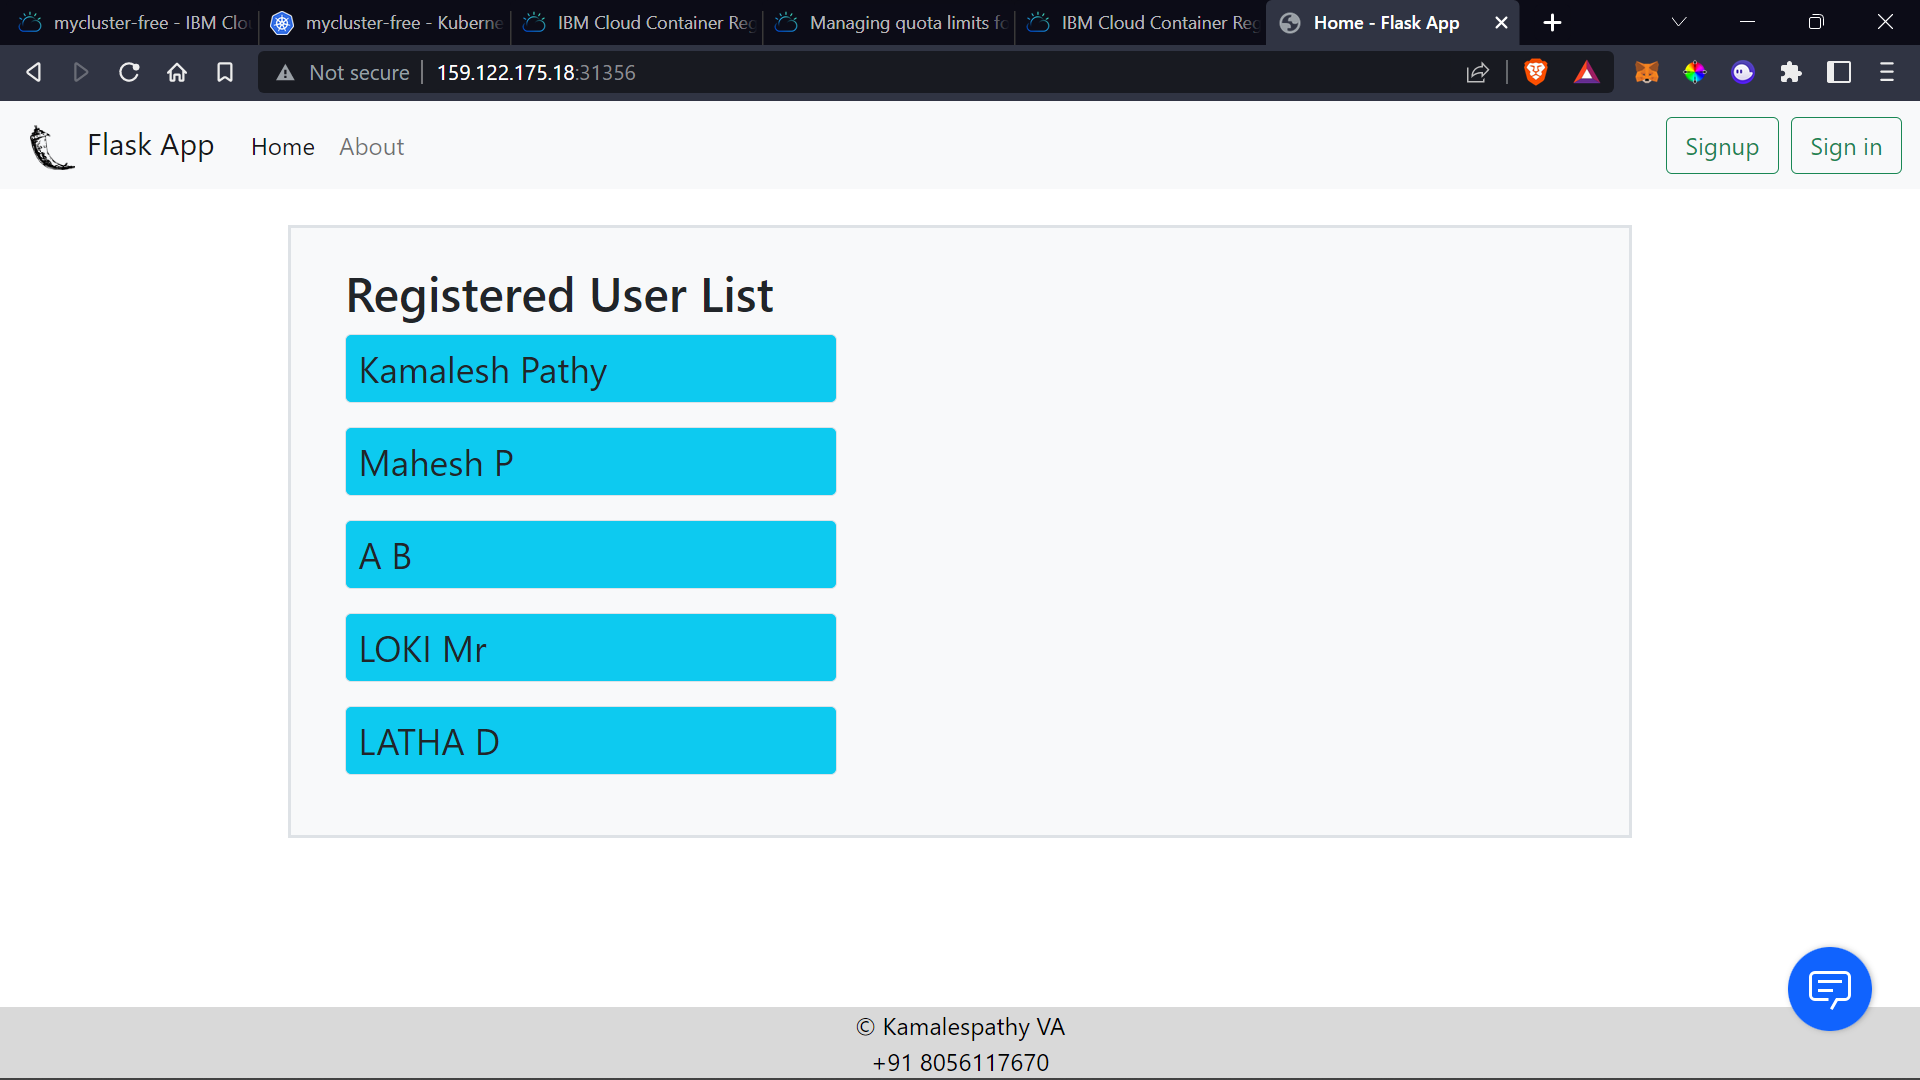 mycluster-free - IBM Clo
mycluster-free - Kuberne
IBM Cloud Container Reg
Managing quota limits fo
IBM Cloud Container Reg
Home - Flask App
Not secure
159.122.175.18:31356
Flask App
Home
About
Signup
Sign in
Registered User List
Kamalesh Pathy
Mahesh P
A B
LOKI Mr
LATHA D
© Kamalespathy VA
+91 8056117670